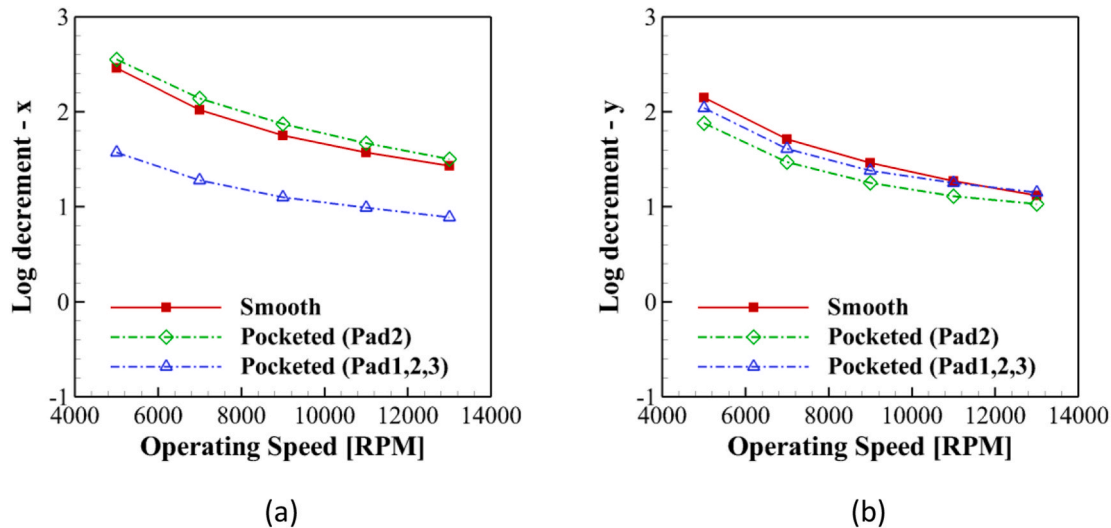 Log decrement - x
3
2
1
0
-1
Smooth
Pocketed (Pad2)
Pocketed (Pad1,2,3)
4000 6000 8000 10000 12000 14000
Operating Speed [RPM]
(a)
Log decrement - y
3
2
1
0
-1
Smooth
Pocketed (Pad2)
Pocketed (Pad1,2,3)
4000 6000 8000 10000 12000 14000
Operating Speed [RPM]
(b)